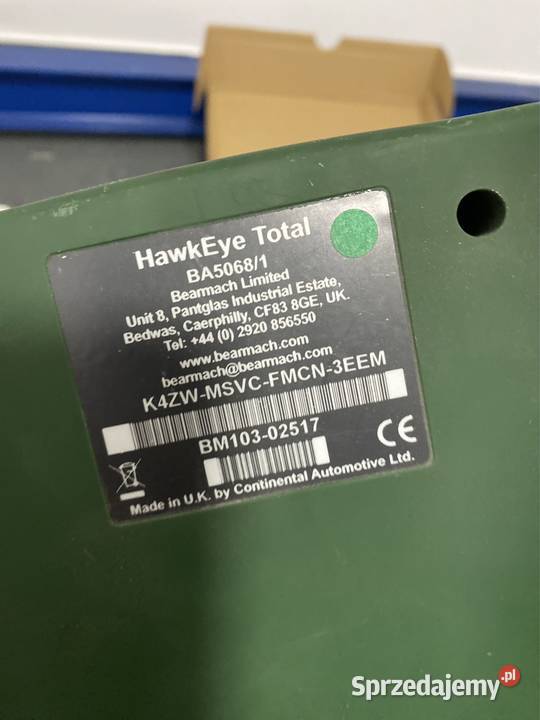 HawkEye Total
BA5068/1
Bearmach Limited
Unit 8, Pantglas Industrial Estate,
Bedwas, Caerphilly, CF83 8GE, UK.
Tel: +44 (0) 2920 856550
www.bearmach.com
bearmach@bearmach.com
K4ZW-MSVC-FMCN-3EEM
BM103-02517
CE
Made in U.K. by Continental Automotive Ltd.
Sprzedajemy.pl